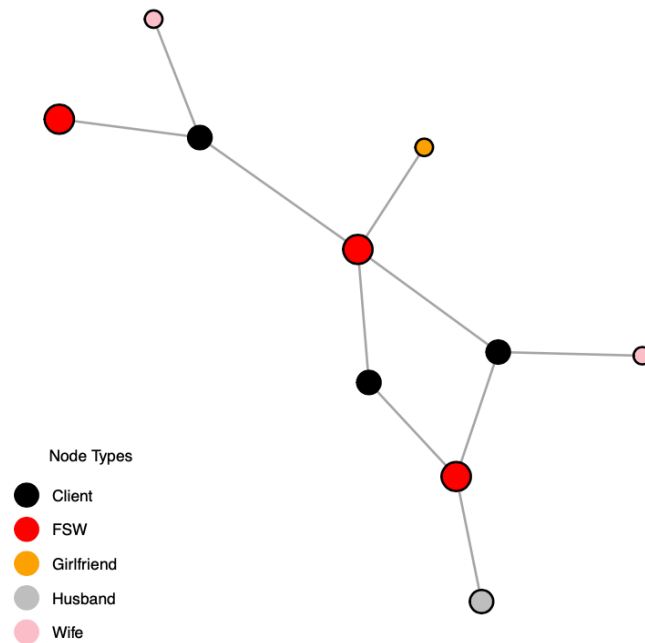 Node Types
Client
FSW
Girlfriend
Husband
Wife